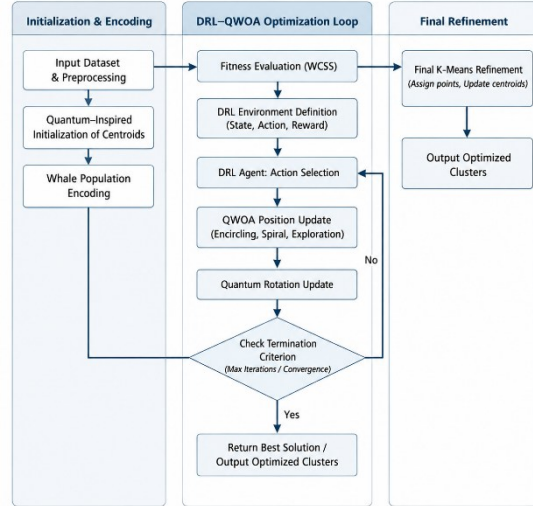 Initialization & Encoding
Input Dataset
& Preprocessing
Quantum–Inspired
Initialization of Centroids
Whale Population
Encoding
DRL–QWOA Optimization Loop
Fitness Evaluation (WCSS)
DRL Environment Definition
(State, Action, Reward)
DRL Agent: Action Selection
QWOA Position Update
(Encircling, Spiral, Exploration)
No
Quantum Rotation Update
Check Termination
Criterion
(Max Iterations / Convergence)
Yes
Return Best Solution /
Output Optimized Clusters
Final Refinement
Final K-Means Refinement
(Assign points, Update centroids)
Output Optimized
Clusters